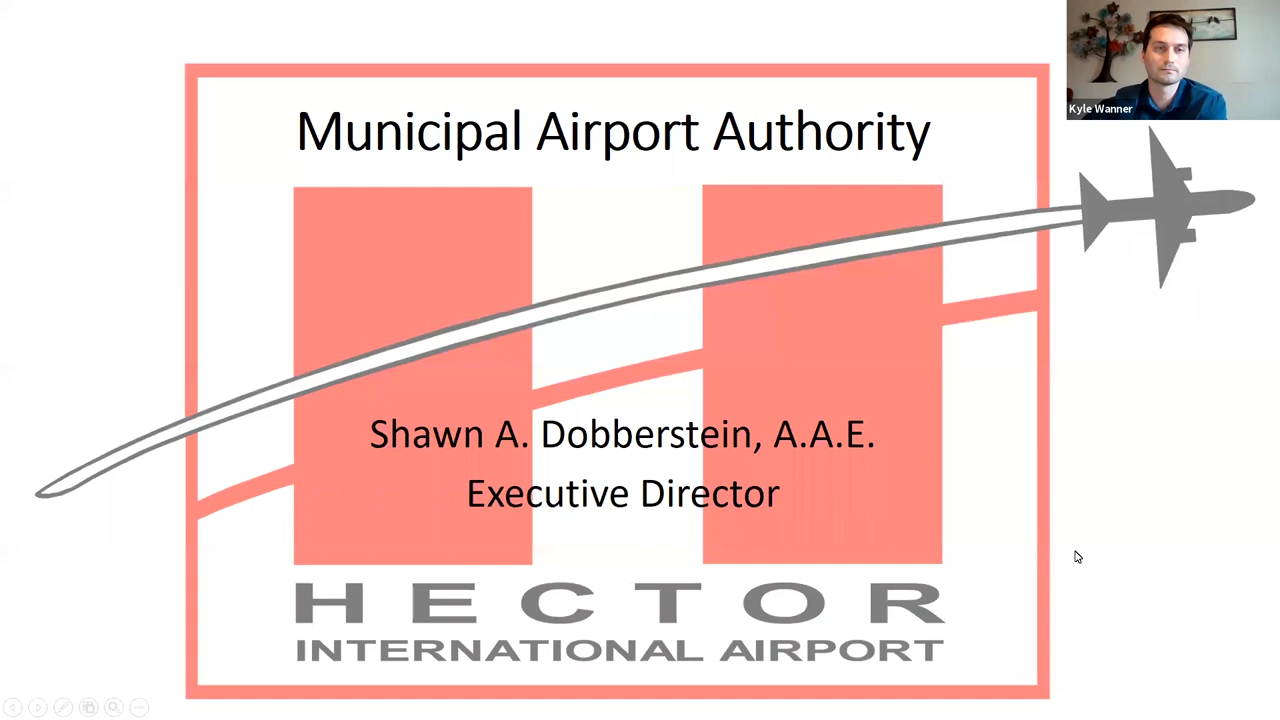 Kyle Wanner
Municipal Airport Authority
Shawn A. Dobberstein, A.A.E.
Executive Director
HECTOR
INTERNATIONAL AIRPORT